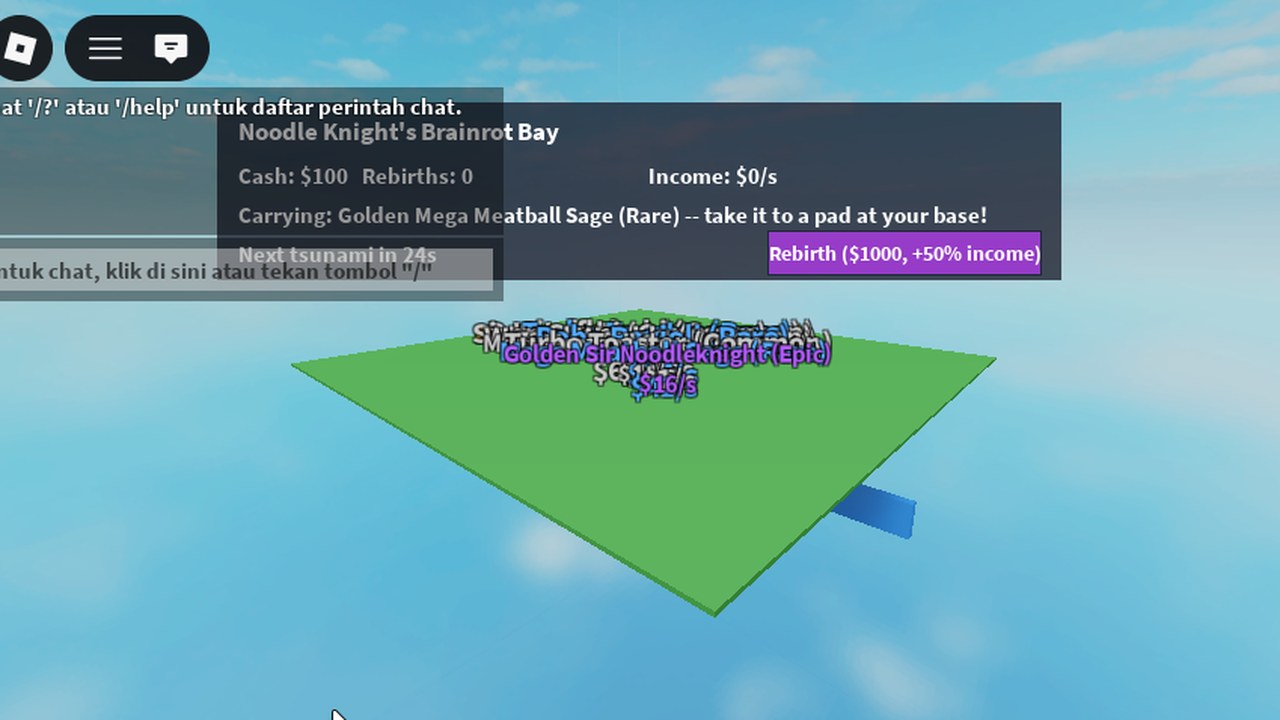 at '/?' atau '/help' untuk daftar perintah chat.
Noodle Knight's Brainrot Bay
Cash: $100 Rebirths: 0 Income: $0/s
Carrying: Golden Mega Meatball Sage (Rare) -- take it to a pad at your base!
Next tsunami in 24s
Rebirth ($1000, +50% income)
ntuk chat, klik di sini atau tekan tombol "/"
Golden Sir Noodleknight (Epic)
$16/s